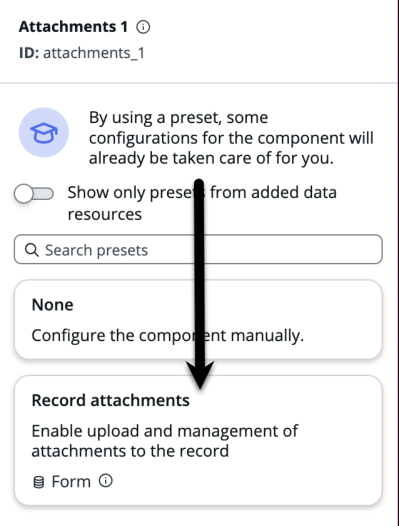 Attachments 1
ID: attachments_1
By using a preset, some
configurations for the component will
already be taken care of for you.
Show only presets from added data
resources
Search presets
None
Configure the component manually.
Record attachments
Enable upload and management of
attachments to the record
Form